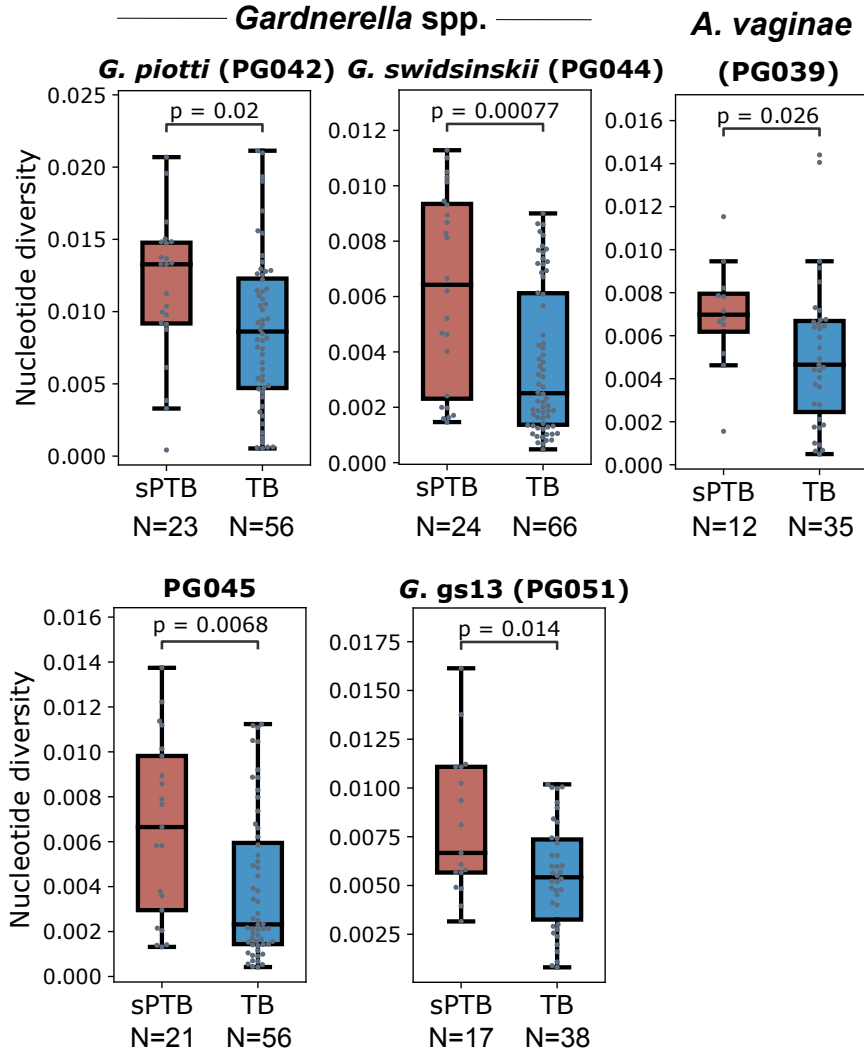 Gardnerella spp.
A. vaginae
G. piotti (PG042)
G. swidsinskii (PG044)
(PG039)
Nucleotide diversity
0.025
0.020
0.015
0.010
0.005
0.000
p = 0.02
sPTB
TB
N=23
N=56
0.012
0.010
0.008
0.006
0.004
0.002
0.000
p = 0.00077
sPTB
TB
N=24
N=66
0.016
0.014
0.012
0.010
0.008
0.006
0.004
0.002
0.000
p = 0.026
sPTB
TB
N=12
N=35
PG045
Nucleotide diversity
0.016
0.014
0.012
0.010
0.008
0.006
0.004
0.002
0.000
p = 0.0068
sPTB
TB
N=21
N=56
G. gs13 (PG051)
0.0175
0.0150
0.0125
0.0100
0.0075
0.0050
0.0025
p = 0.014
sPTB
TB
N=17
N=38